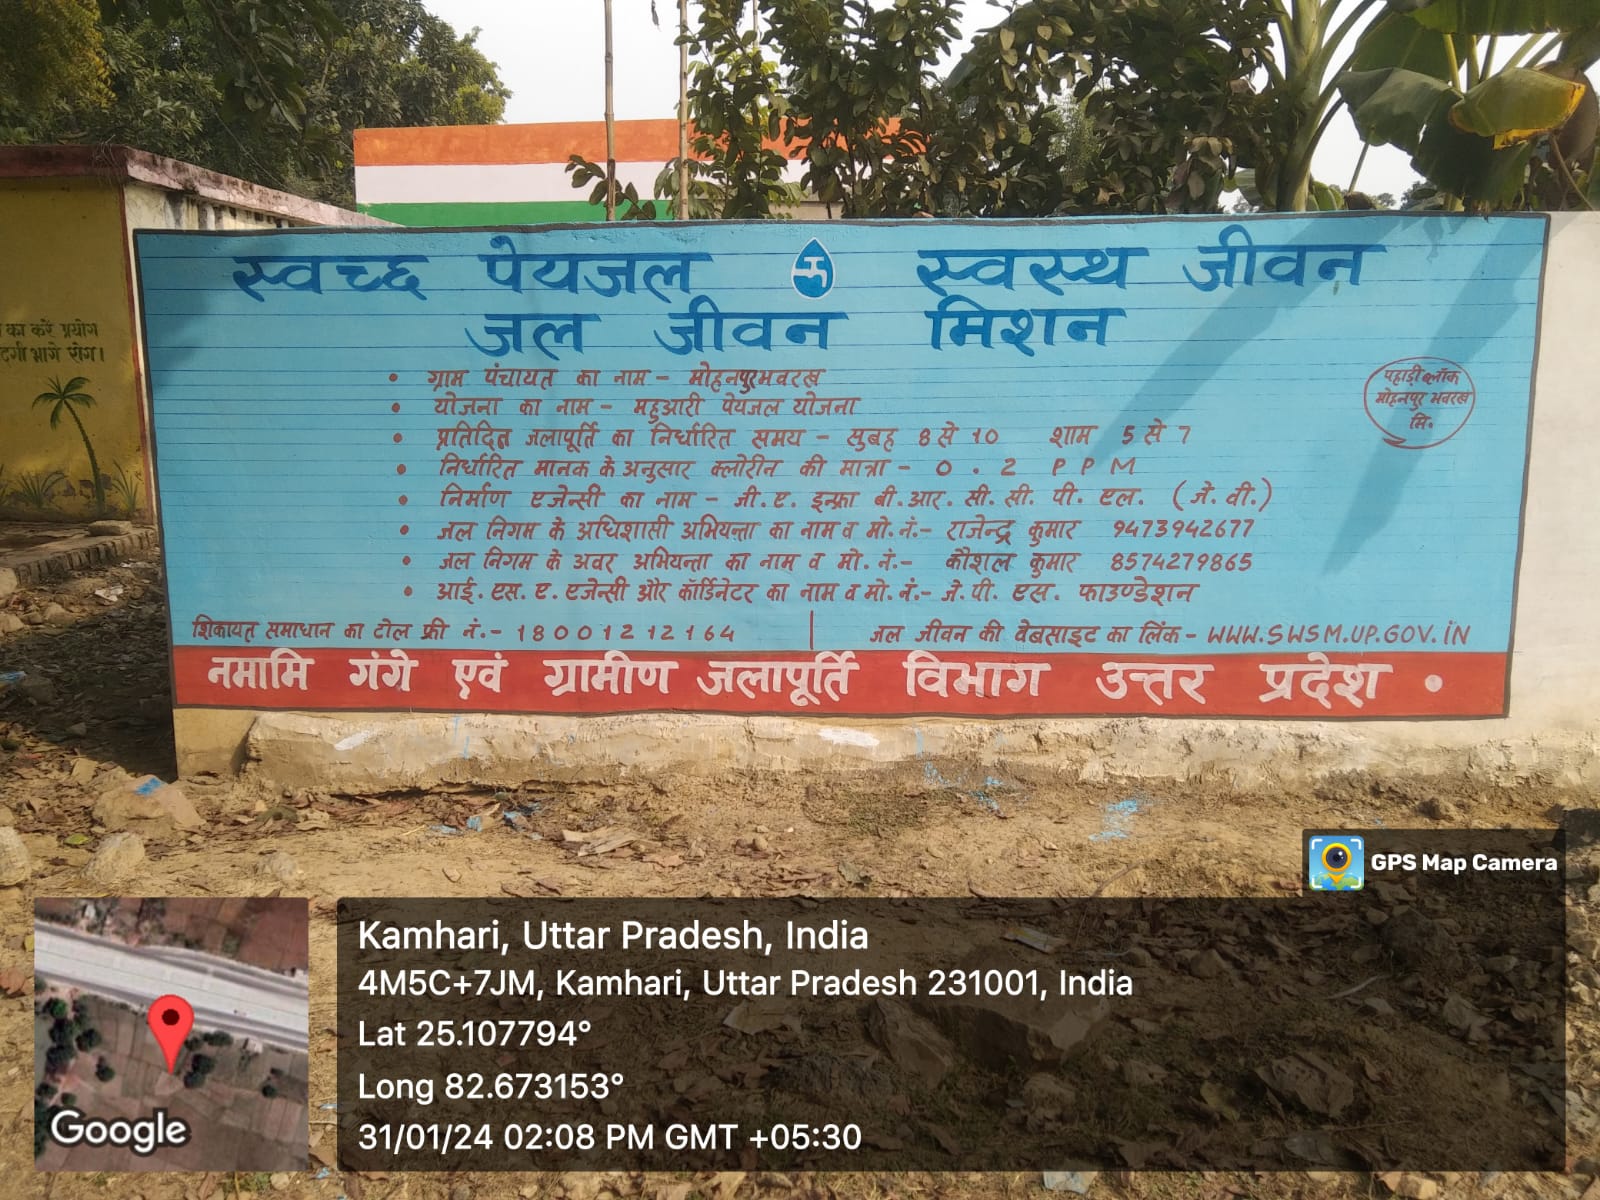 स्वच्छ पेयजल स्वस्थ जीवन
जल जीवन मिशन
• ग्राम पंचायत का नाम - मोहनपुरभवरख
• योजना का नाम - महुआरी पेयजल योजना
• प्रतिदिन जलापूर्ति का निर्धारित समय - सुबह 8 से 10 शाम 5 से 7
• निर्धारित मानक के अनुसार क्लोरीन की मात्रा - 0.2 PPM
• निर्माण एजेन्सी का नाम - जी.ए. इन्फ्रा बी.आर.सी.सी.पी.एल. (जे.वी.)
• जल निगम के अधिशासी अभियन्ता का नाम व मो.नं.- राजेन्द्र कुमार 9473942677
• जल निगम के अवर अभियन्ता का नाम व मो.नं.- कौशल कुमार 8574279865
• आई.एस.ए. एजेन्सी और कॉर्डिनेटर का नाम व मो.नं.- जे.पी.एस. फाउण्डेशन
पहाड़ी ब्लॉक
मोहनपुर भवरख
मि.
शिकायत समाधान का टोल फ्री नं.- 18001212164 | जल जीवन की वेबसाइट का लिंक - WWW.SWSM.UP.GOV.IN
नमामि गंगे एवं ग्रामीण जलापूर्ति विभाग उत्तर प्रदेश •
का करें प्रयोग
भागे रोग।
GPS Map Camera
Kamhari, Uttar Pradesh, India
4M5C+7JM, Kamhari, Uttar Pradesh 231001, India
Lat 25.107794°
Long 82.673153°
31/01/24 02:08 PM GMT +05:30
Google